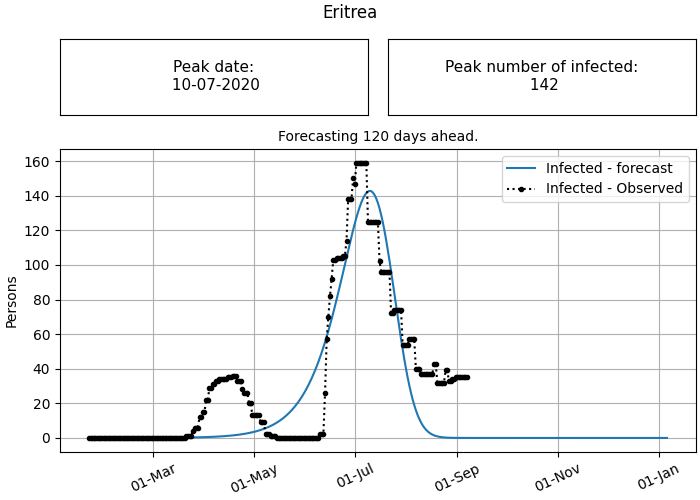 Eritrea
Peak date:
10-07-2020
Peak number of infected:
142
Forecasting 120 days ahead.
Infected - forecast
Infected - Observed
Persons
160
140
120
100
80
60
40
20
0
01-Mar
01-May
01-Jul
01-Sep
01-Nov
01-Jan